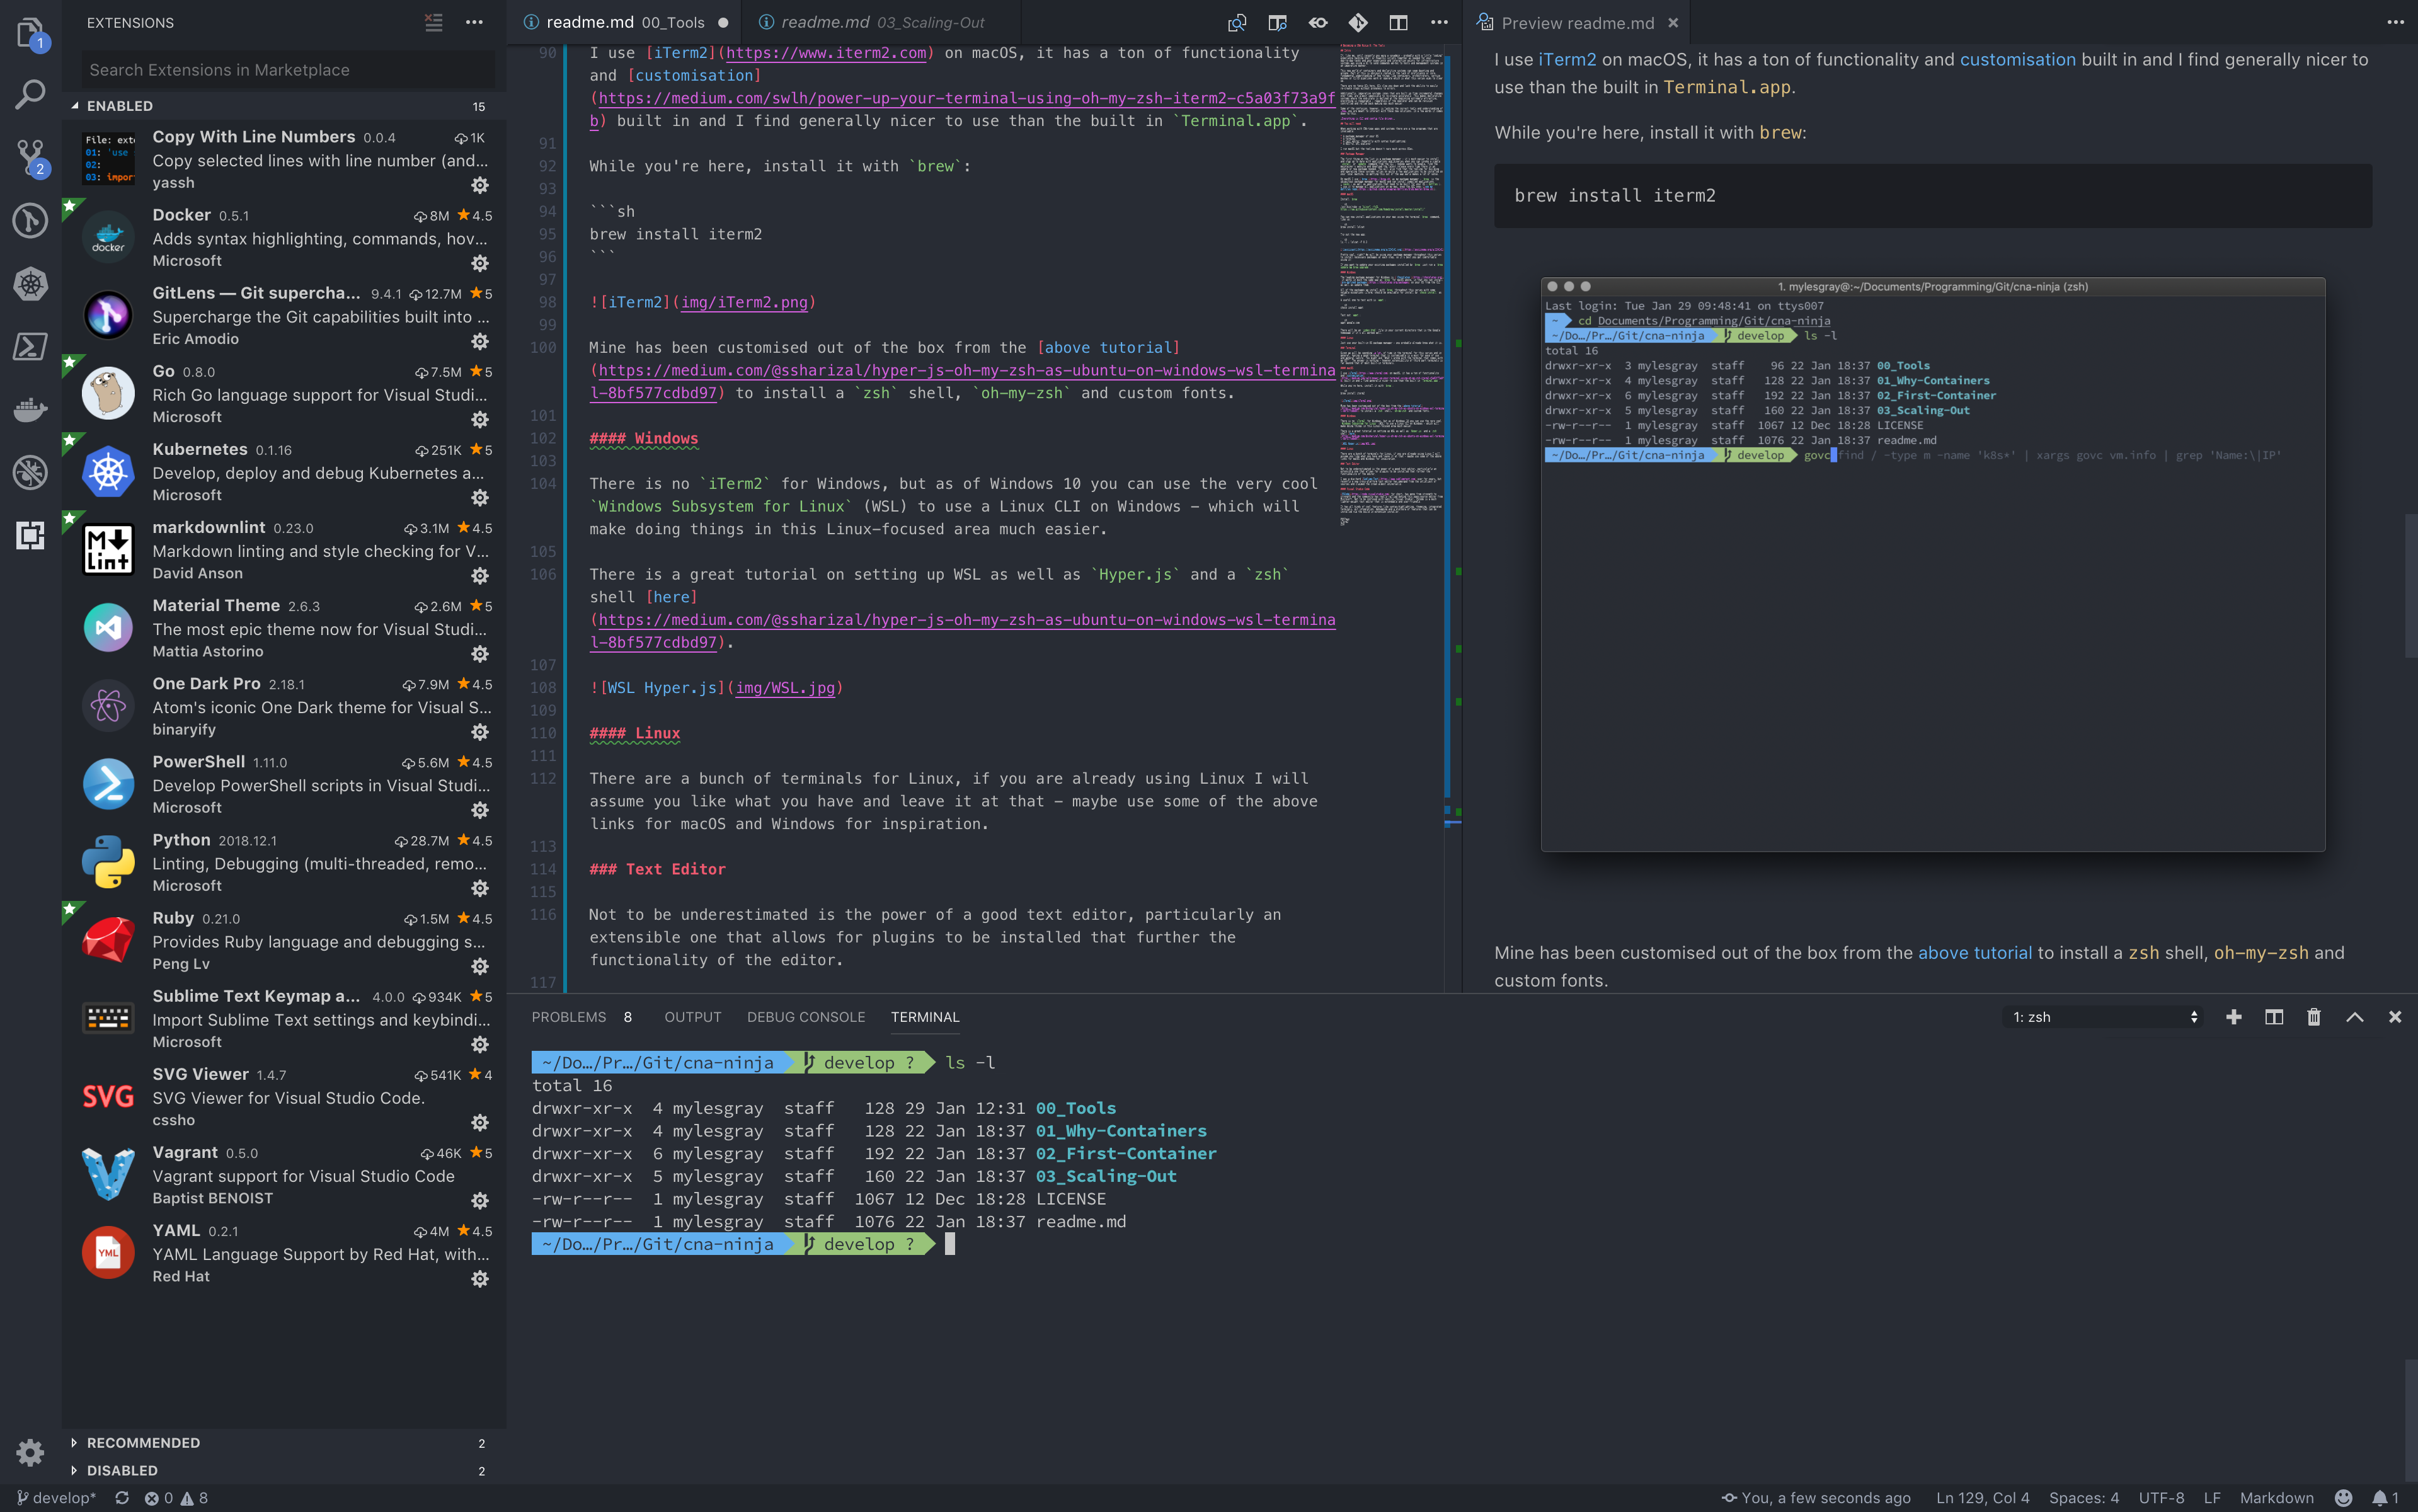 EXTENSIONS
Search Extensions in Marketplace
ENABLED 15
Copy With Line Numbers 0.0.4 1K
Copy selected lines with line number (and...
yassh
Docker 0.5.1 8M 4.5
Adds syntax highlighting, commands, hov...
Microsoft
GitLens — Git supercha... 9.4.1 12.7M 5
Supercharge the Git capabilities built into ...
Eric Amodio
Go 0.8.0 7.5M 5
Rich Go language support for Visual Studi...
Microsoft
Kubernetes 0.1.16 251K 5
Develop, deploy and debug Kubernetes a...
Microsoft
markdownlint 0.23.0 3.1M 4.5
Markdown linting and style checking for V...
David Anson
Material Theme 2.6.3 2.6M 5
The most epic theme now for Visual Studi...
Mattia Astorino
One Dark Pro 2.18.1 7.9M 4.5
Atom's iconic One Dark theme for Visual S...
binaryify
PowerShell 1.11.0 5.6M 4.5
Develop PowerShell scripts in Visual Studi...
Microsoft
Python 2018.12.1 28.7M 4.5
Linting, Debugging (multi-threaded, remo...
Microsoft
Ruby 0.21.0 1.5M 4.5
Provides Ruby language and debugging s...
Peng Lv
Sublime Text Keymap a... 4.0.0 934K 5
Import Sublime Text settings and keybindi...
Microsoft
SVG Viewer 1.4.7 541K 4
SVG Viewer for Visual Studio Code.
cssho
Vagrant 0.5.0 46K 5
Vagrant support for Visual Studio Code
Baptist BENOIST
YAML 0.2.1 4M 4.5
YAML Language Support by Red Hat, with...
Red Hat
RECOMMENDED 2
DISABLED 2
readme.md 00_Tools
readme.md 03_Scaling-Out
90 I use [iTerm2](https://www.iterm2.com) on macOS, it has a ton of functionality
and [customisation]
(https://medium.com/swlh/power-up-your-terminal-using-oh-my-zsh-iterm2-c5a03f73a9f
b) built in and I find generally nicer to use than the built in `Terminal.app`.
91
92 While you're here, install it with `brew`:
93
94 ```sh
95 brew install iterm2
96 ```
97
98 ![iTerm2](img/iTerm2.png)
99
100 Mine has been customised out of the box from the [above tutorial]
(https://medium.com/@ssharizal/hyper-js-oh-my-zsh-as-ubuntu-on-windows-wsl-termina
l-8bf577cdbd97) to install a `zsh` shell, `oh-my-zsh` and custom fonts.
101
102 #### Windows
103
104 There is no `iTerm2` for Windows, but as of Windows 10 you can use the very cool
`Windows Subsystem for Linux` (WSL) to use a Linux CLI on Windows - which will
make doing things in this Linux-focused area much easier.
105
106 There is a great tutorial on setting up WSL as well as `Hyper.js` and a `zsh`
shell [here]
(https://medium.com/@ssharizal/hyper-js-oh-my-zsh-as-ubuntu-on-windows-wsl-termina
l-8bf577cdbd97).
107
108 ![WSL Hyper.js](img/WSL.jpg)
109
110 #### Linux
111
112 There are a bunch of terminals for Linux, if you are already using Linux I will
assume you like what you have and leave it at that - maybe use some of the above
links for macOS and Windows for inspiration.
113
114 ### Text Editor
115
116 Not to be underestimated is the power of a good text editor, particularly an
extensible one that allows for plugins to be installed that further the
functionality of the editor.
117
Preview readme.md
I use iTerm2 on macOS, it has a ton of functionality and customisation built in and I find generally nicer to
use than the built in Terminal.app.
While you're here, install it with brew:
brew install iterm2
1. mylesgray@:~/Documents/Programming/Git/cna-ninja (zsh)
Last login: Tue Jan 29 09:48:41 on ttys007
~ cd Documents/Programming/Git/cna-ninja
~/Do…/Pr…/Git/cna-ninja develop ls -l
total 16
drwxr-xr-x 3 mylesgray staff 96 22 Jan 18:37 00_Tools
drwxr-xr-x 4 mylesgray staff 128 22 Jan 18:37 01_Why-Containers
drwxr-xr-x 6 mylesgray staff 192 22 Jan 18:37 02_First-Container
drwxr-xr-x 5 mylesgray staff 160 22 Jan 18:37 03_Scaling-Out
-rw-r--r-- 1 mylesgray staff 1067 12 Dec 18:28 LICENSE
-rw-r--r-- 1 mylesgray staff 1076 22 Jan 18:37 readme.md
~/Do…/Pr…/Git/cna-ninja develop govc find / -type m -name 'k8s*' | xargs govc vm.info | grep 'Name:\|IP'
Mine has been customised out of the box from the above tutorial to install a zsh shell, oh-my-zsh and
custom fonts.
PROBLEMS 8 OUTPUT DEBUG CONSOLE TERMINAL 1: zsh
~/Do…/Pr…/Git/cna-ninja develop ? ls -l
total 16
drwxr-xr-x 4 mylesgray staff 128 29 Jan 12:31 00_Tools
drwxr-xr-x 4 mylesgray staff 128 22 Jan 18:37 01_Why-Containers
drwxr-xr-x 6 mylesgray staff 192 22 Jan 18:37 02_First-Container
drwxr-xr-x 5 mylesgray staff 160 22 Jan 18:37 03_Scaling-Out
-rw-r--r-- 1 mylesgray staff 1067 12 Dec 18:28 LICENSE
-rw-r--r-- 1 mylesgray staff 1076 22 Jan 18:37 readme.md
~/Do…/Pr…/Git/cna-ninja develop ?
develop* 0 8 You, a few seconds ago Ln 129, Col 4 Spaces: 4 UTF-8 LF Markdown 1